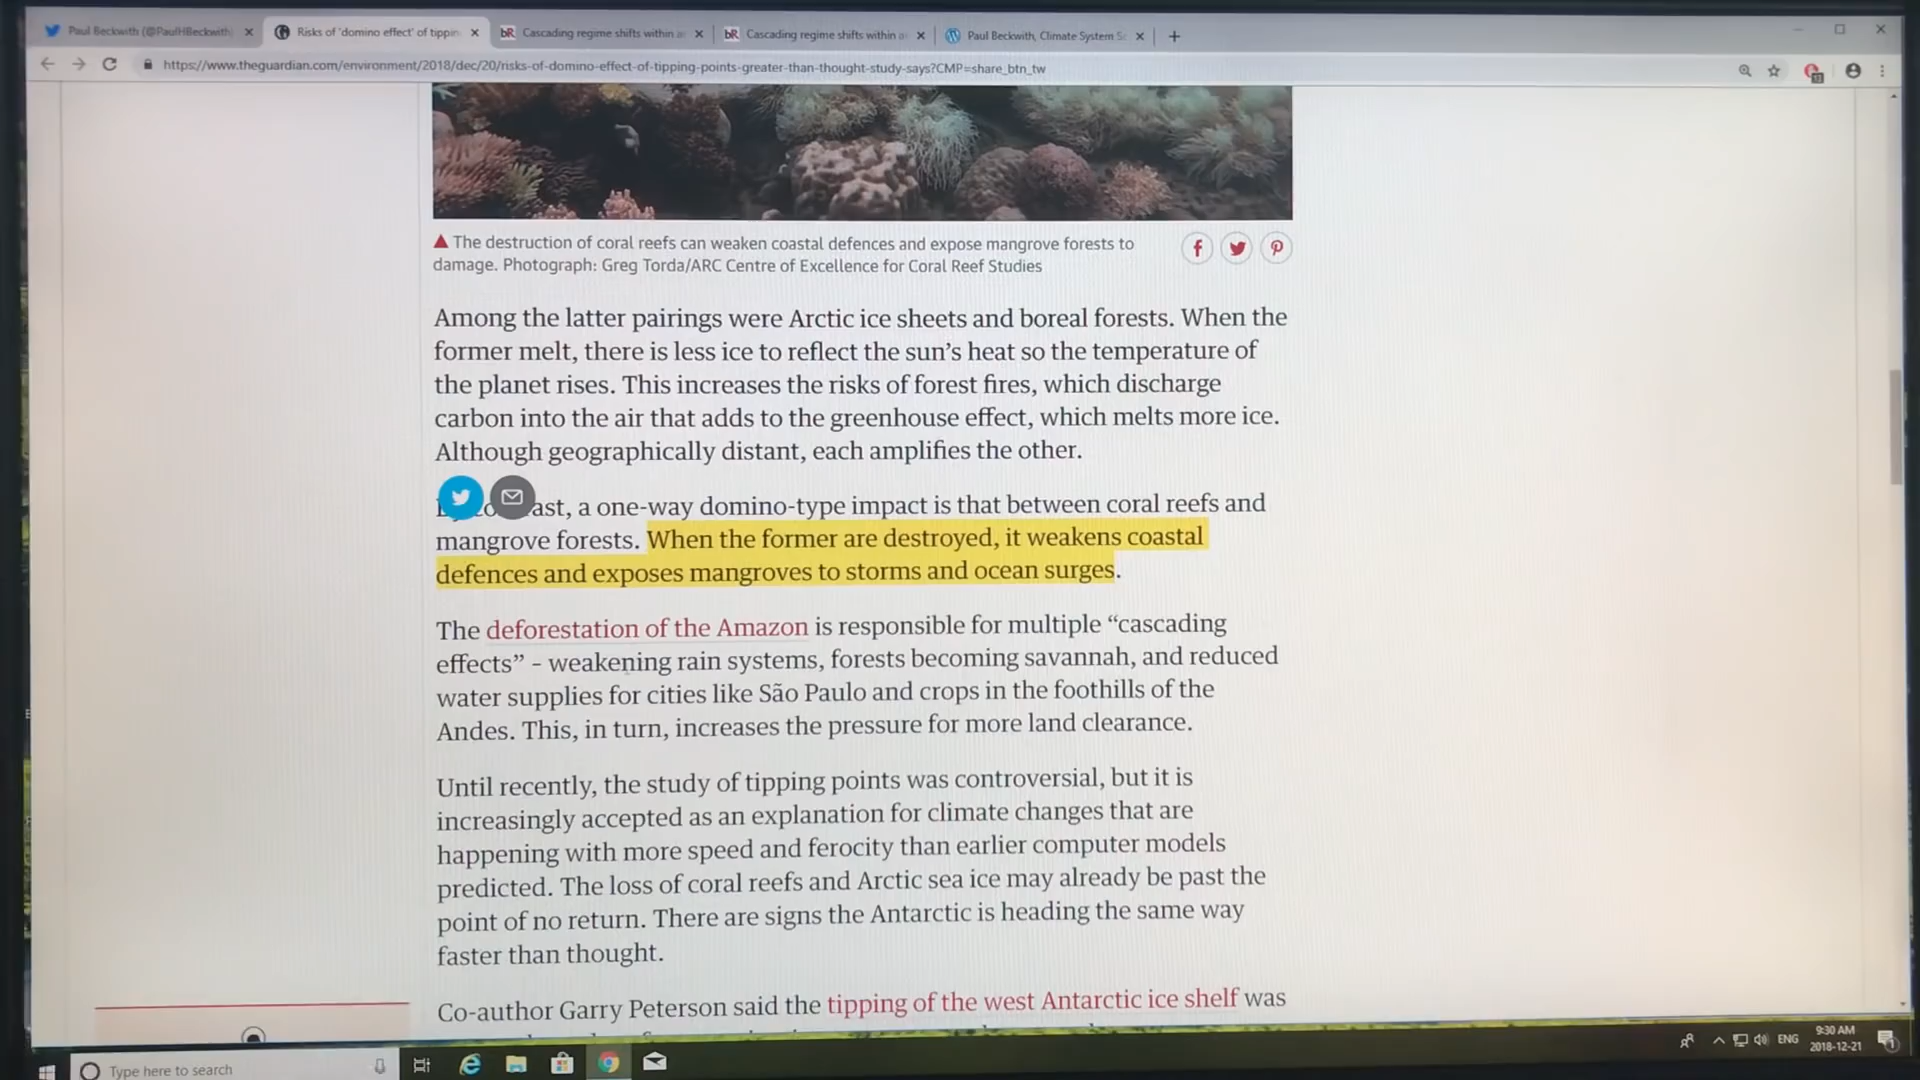 Paul Beckwith (@PaulHBeckwith)
Risks of 'domino effect' of tippin
Cascading regime shifts within a
Cascading regime shifts within a
Paul Beckwith, Climate System Sc
https://www.theguardian.com/environment/2018/dec/20/risks-of-domino-effect-of-tipping-points-greater-than-thought-study-says?CMP=share_btn_tw
The destruction of coral reefs can weaken coastal defences and expose mangrove forests to
damage. Photograph: Greg Torda/ARC Centre of Excellence for Coral Reef Studies
Among the latter pairings were Arctic ice sheets and boreal forests. When the
former melt, there is less ice to reflect the sun's heat so the temperature of
the planet rises. This increases the risks of forest fires, which discharge
carbon into the air that adds to the greenhouse effect, which melts more ice.
Although geographically distant, each amplifies the other.
ast, a one-way domino-type impact is that between coral reefs and
mangrove forests. When the former are destroyed, it weakens coastal
defences and exposes mangroves to storms and ocean surges.
The deforestation of the Amazon is responsible for multiple “cascading
effects” – weakening rain systems, forests becoming savannah, and reduced
water supplies for cities like São Paulo and crops in the foothills of the
Andes. This, in turn, increases the pressure for more land clearance.
Until recently, the study of tipping points was controversial, but it is
increasingly accepted as an explanation for climate changes that are
happening with more speed and ferocity than earlier computer models
predicted. The loss of coral reefs and Arctic sea ice may already be past the
point of no return. There are signs the Antarctic is heading the same way
faster than thought.
Co-author Garry Peterson said the tipping of the west Antarctic ice shelf was
Type here to search
ENG
9:30 AM
2018-12-21